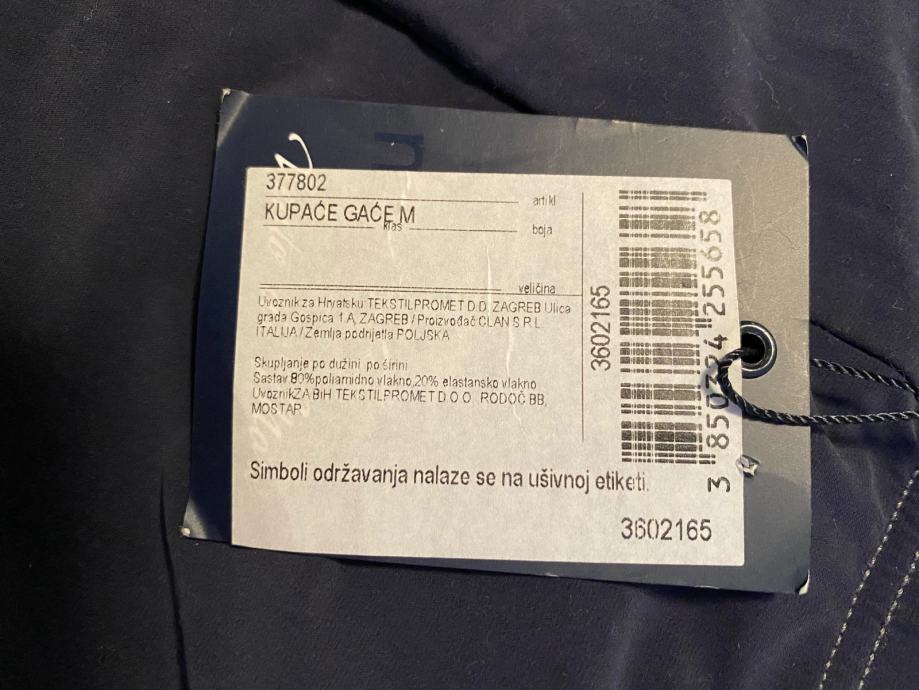 377802
artikl
KUPAĆE GAĆE M
klas
boja
veličina
Uvoznik za Hrvatsku TEKSTILPROMET D.D. ZAGREB Ulica
grada Gospića 1 A, ZAGREB / Proizvođač CLAN S R L
ITALIJA / Zemlja podrijetla POLJSKA
Skupljanje po dužini po širini
Sastav 80%poliamidno vlakno,20% elastansko vlakno
UvoznikZA BiH TEKSTILPROMET D O O RODOČ BB,
MOSTAR
Simboli održavanja nalaze se na ušivnoj etiketi.
3602165
3602165
n